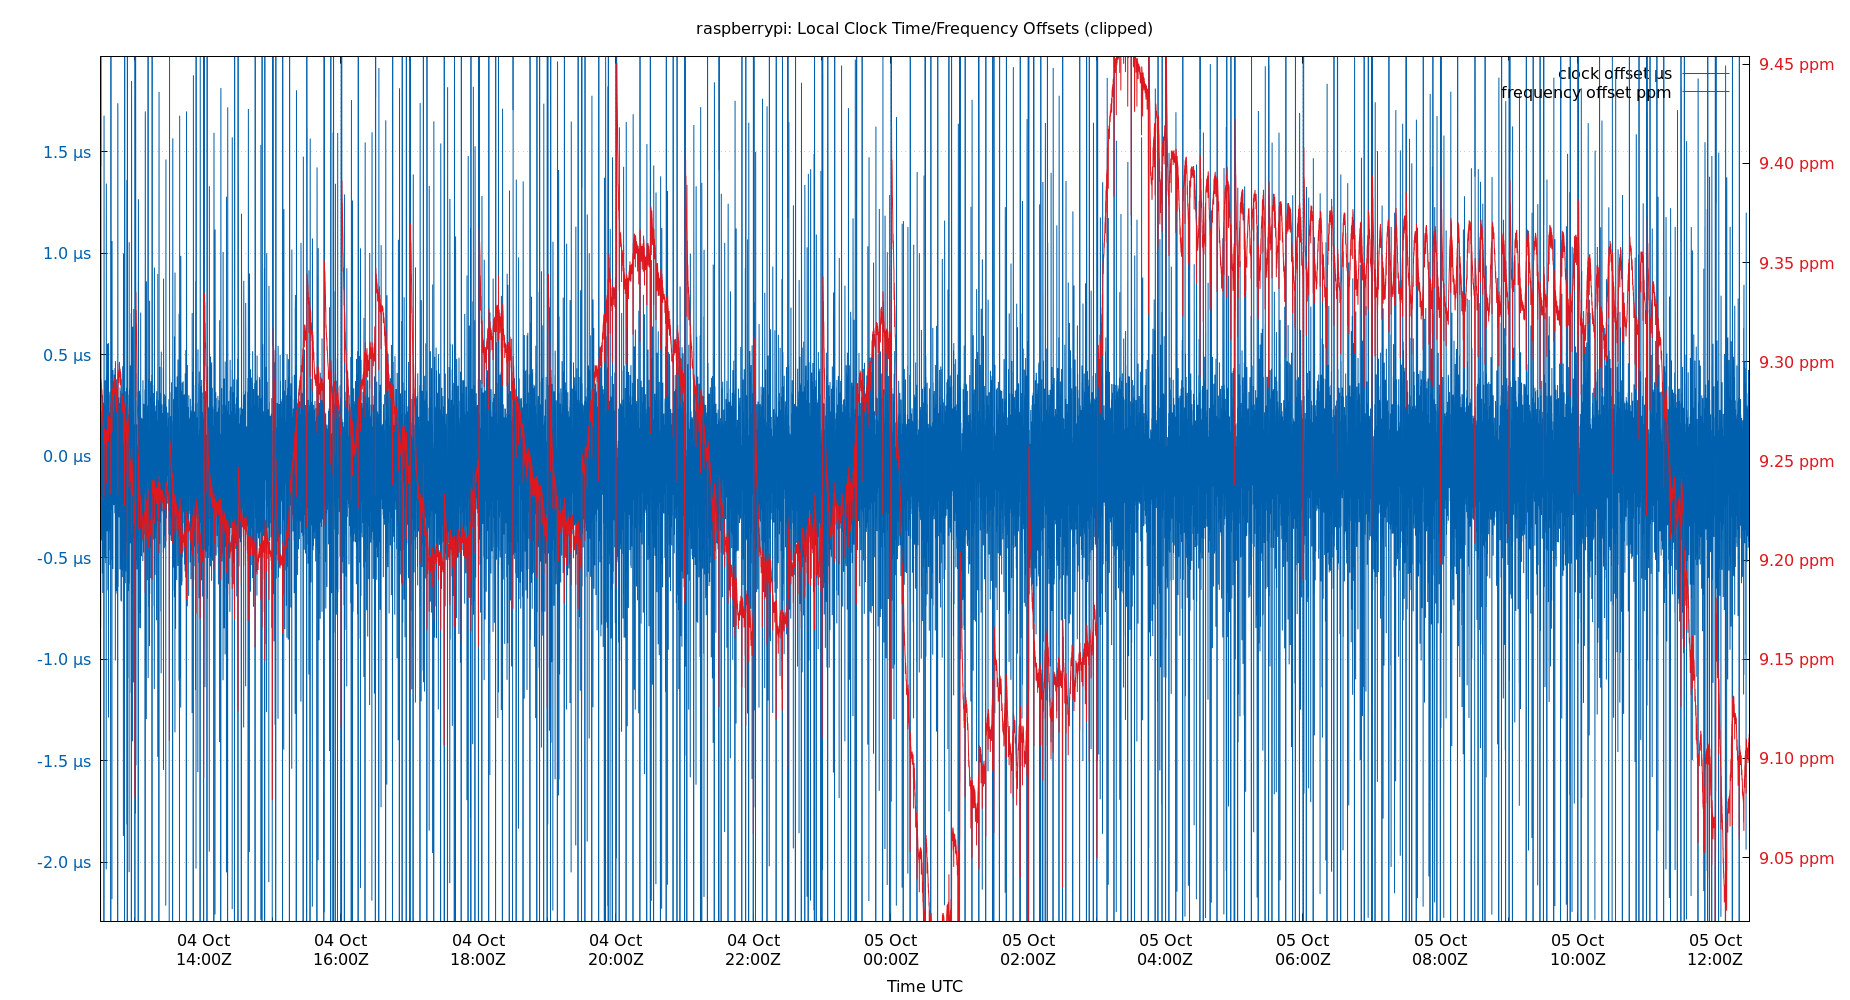 raspberrypi: Local Clock Time/Frequency Offsets (clipped)
clock offset µs
frequency offset ppm
1.5 µs
1.0 µs
0.5 µs
0.0 µs
-0.5 µs
-1.0 µs
-1.5 µs
-2.0 µs
9.45 ppm
9.40 ppm
9.35 ppm
9.30 ppm
9.25 ppm
9.20 ppm
9.15 ppm
9.10 ppm
9.05 ppm
04 Oct 04 Oct 04 Oct 04 Oct 04 Oct 05 Oct 05 Oct 05 Oct 05 Oct 05 Oct 05 Oct 05 Oct
14:00Z 16:00Z 18:00Z 20:00Z 22:00Z 00:00Z 02:00Z 04:00Z 06:00Z 08:00Z 10:00Z 12:00Z
Time UTC